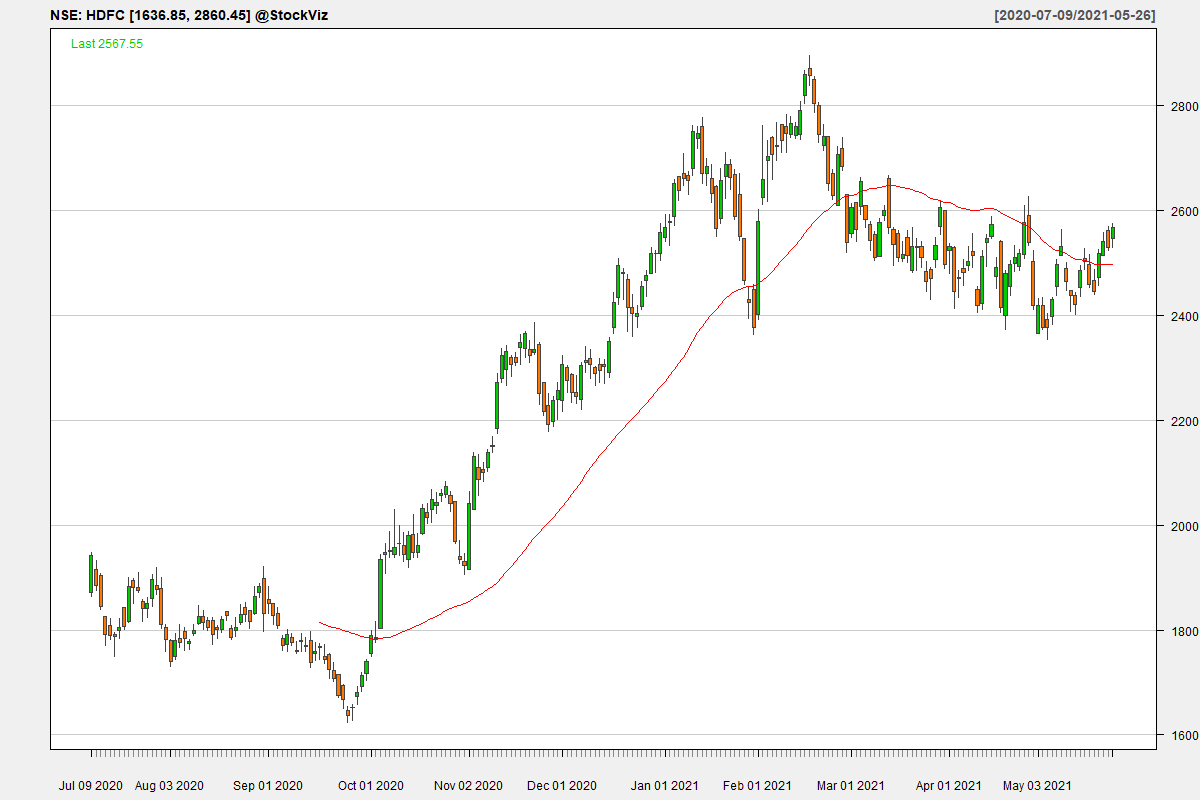 NSE: HDFC [1636.85, 2860.45] @StockViz
[2020-07-09/2021-05-26]
Last 2567.55
2800
2600
2400
2200
2000
1800
1600
Jul 09 2020 Aug 03 2020 Sep 01 2020 Oct 01 2020 Nov 02 2020 Dec 01 2020 Jan 01 2021 Feb 01 2021 Mar 01 2021 Apr 01 2021 May 03 2021